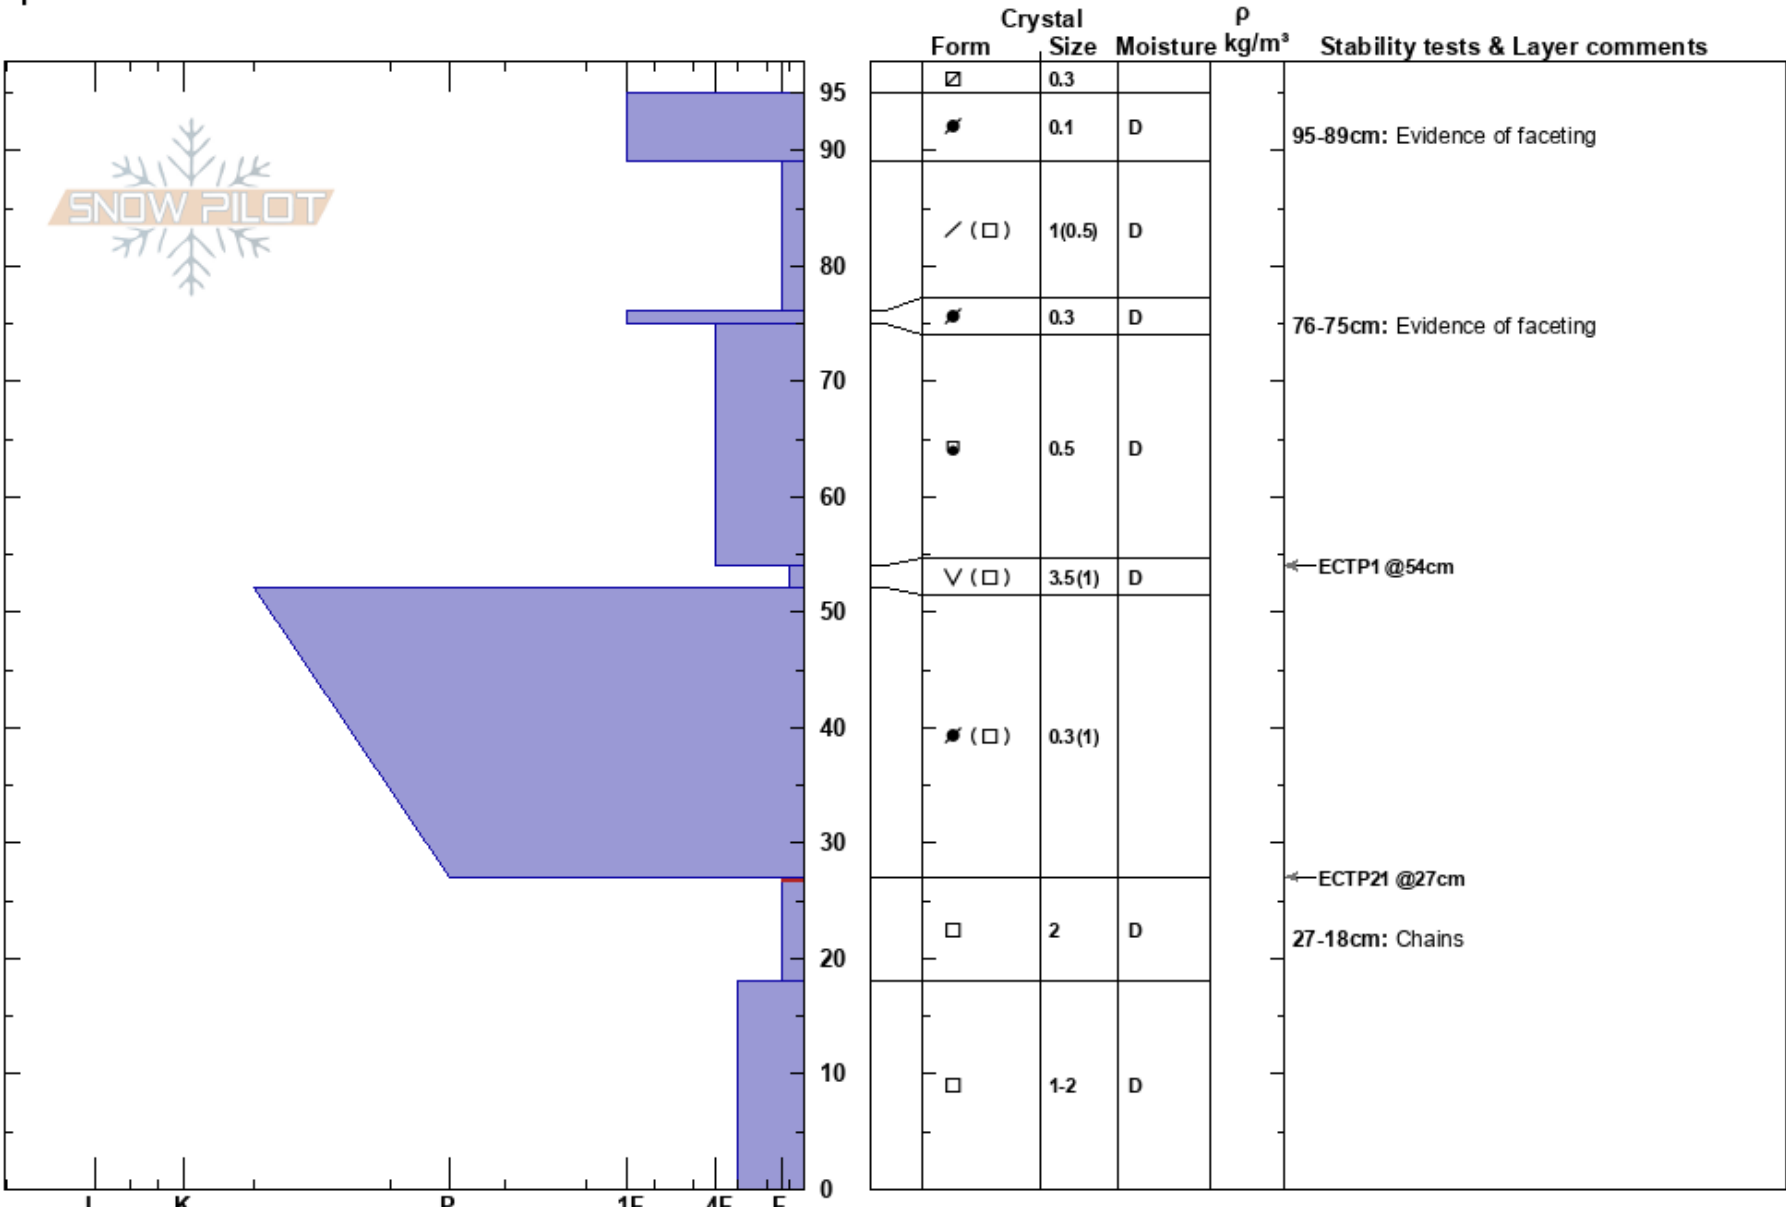 Crystal ρ
Form Size Moisture kg/m³ Stability tests & Layer comments
0.3
95
0.1 D
95-89cm: Evidence of faceting
90
SNOW PILOT
(□) 1(0.5) D
80
0.3 D
76-75cm: Evidence of faceting
70
0.5 D
60
ECTP1 @54cm
V (□) 3.5(1) D
50
40
(□) 0.3(1)
30
ECTP21 @27cm
2 D
27-18cm: Chains
20
10
1-2 D
0
I K P 1F 4F F